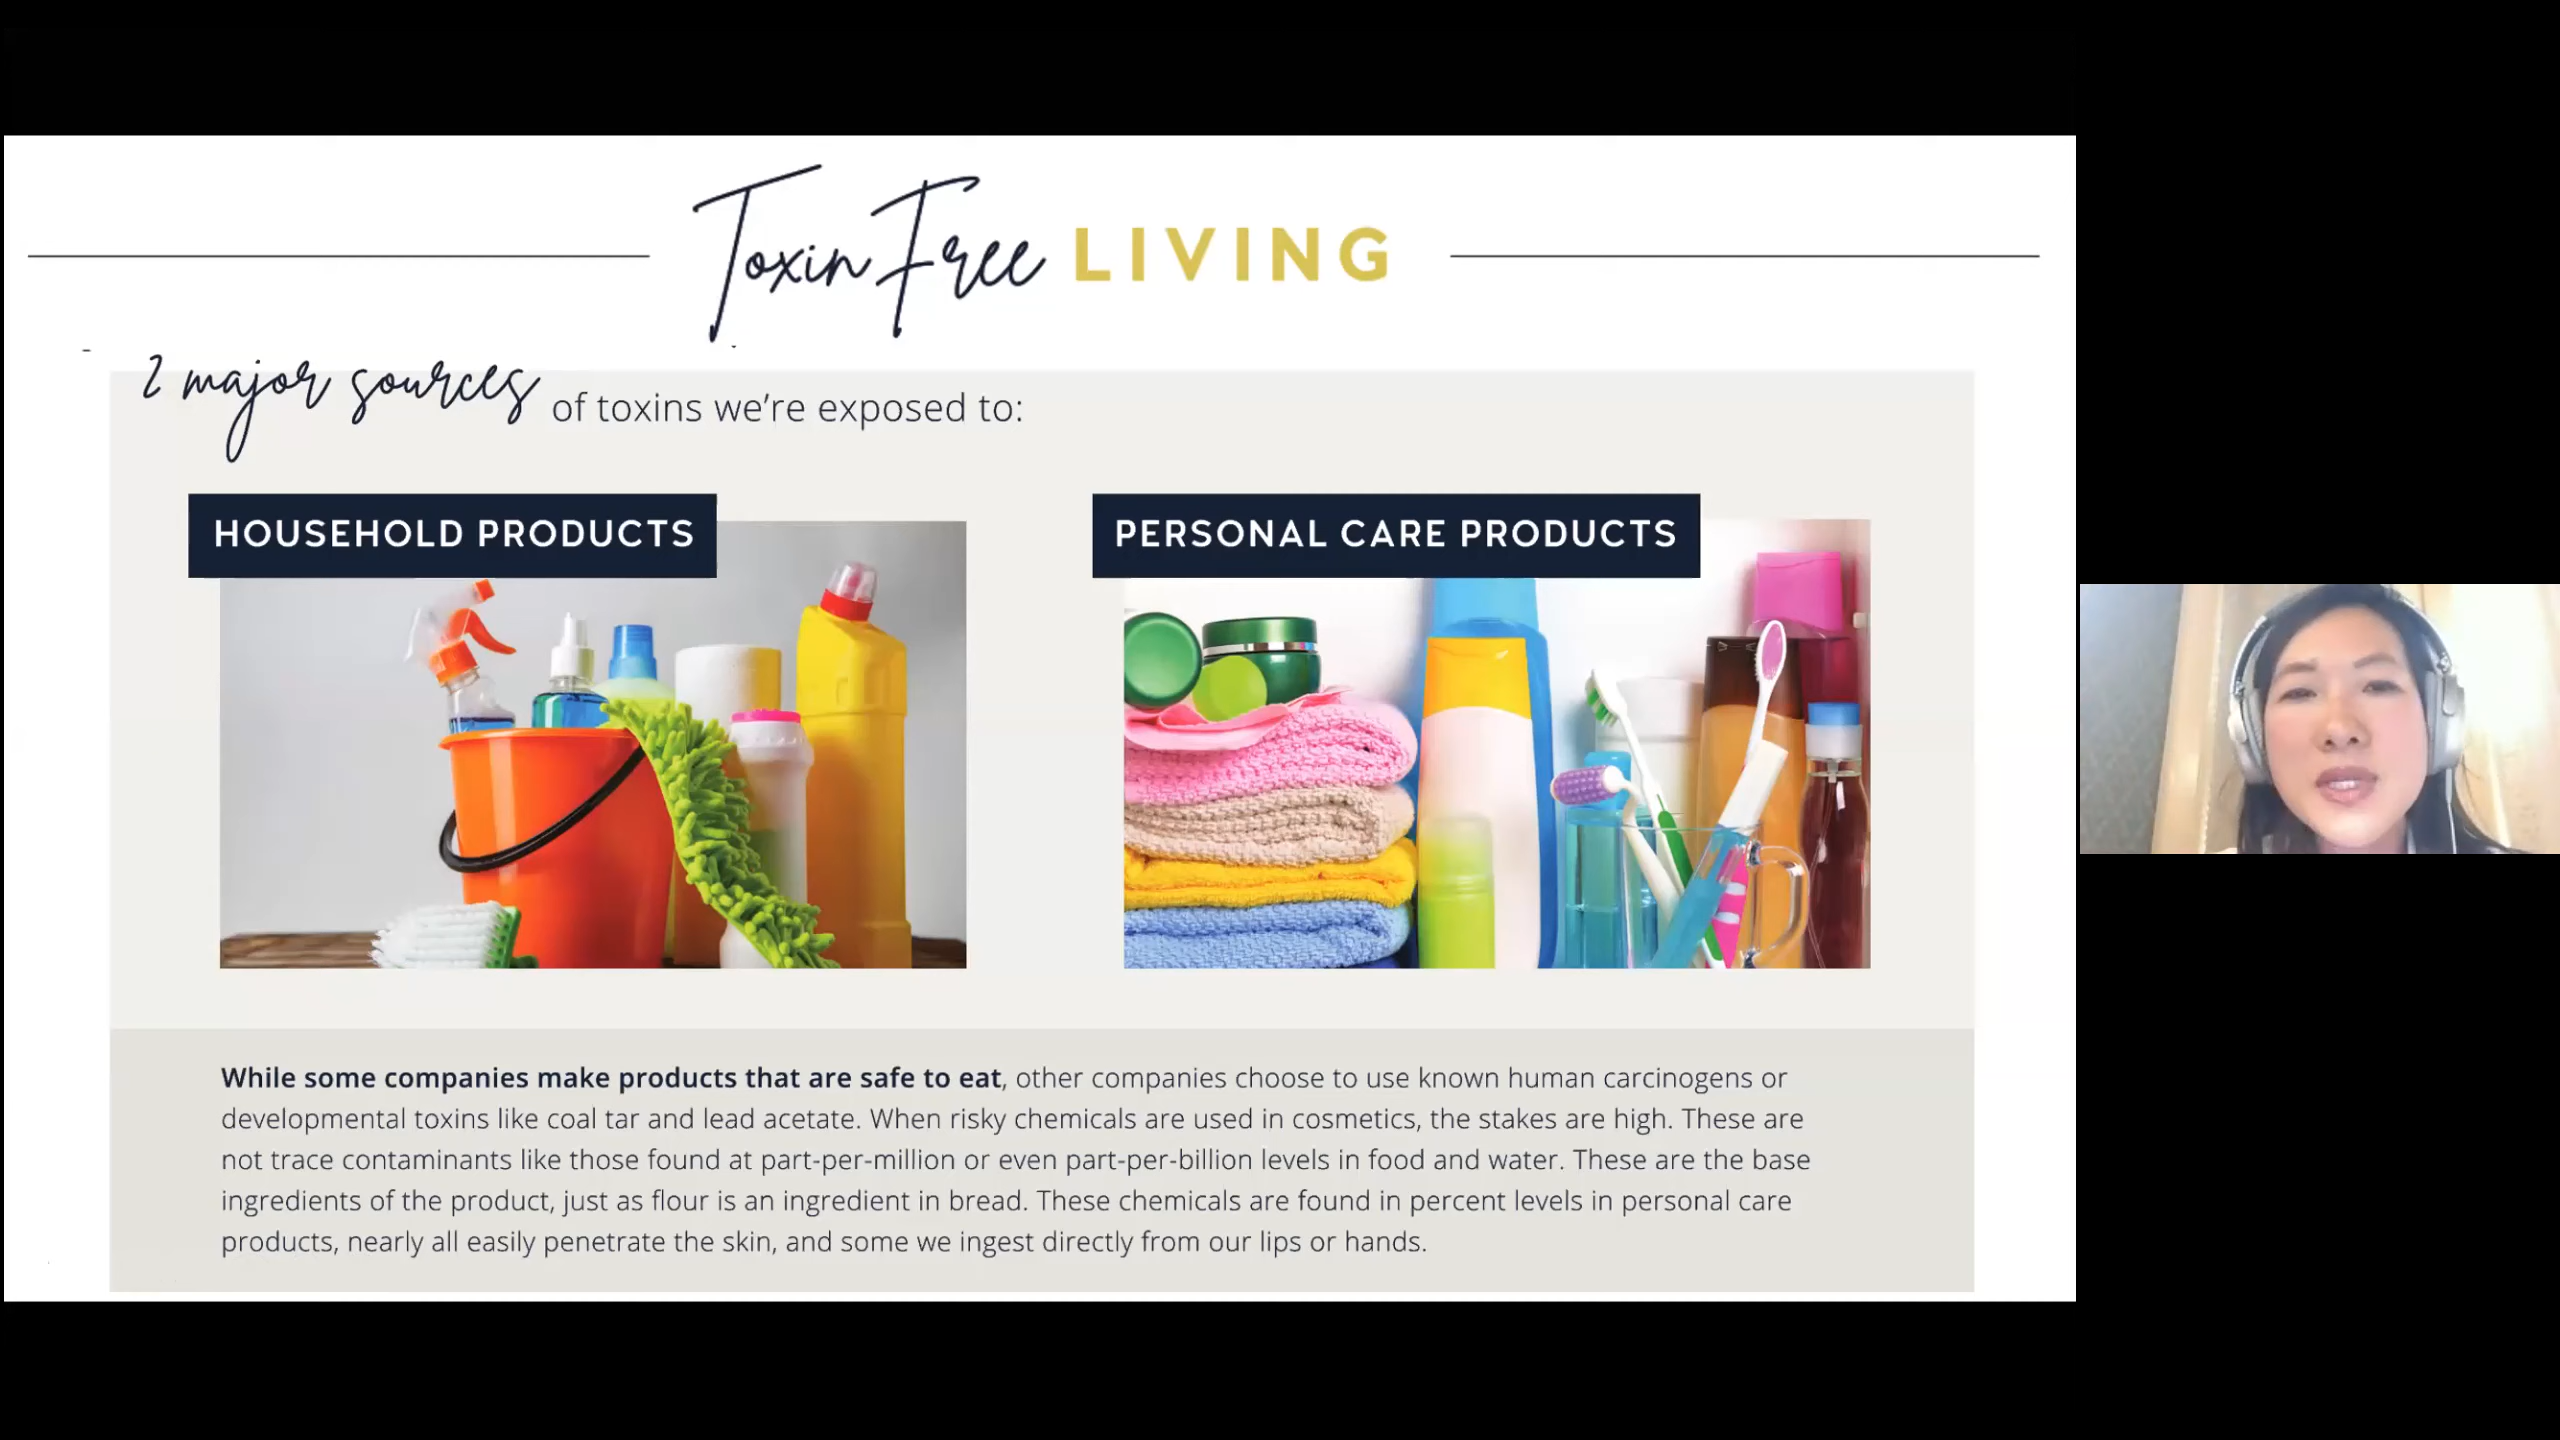 Toxin Free LIVING
2 major sources of toxins we're exposed to:
HOUSEHOLD PRODUCTS
PERSONAL CARE PRODUCTS
While some companies make products that are safe to eat, other companies choose to use known human carcinogens or
developmental toxins like coal tar and lead acetate. When risky chemicals are used in cosmetics, the stakes are high. These are
not trace contaminants like those found at part-per-million or even part-per-billion levels in food and water. These are the base
ingredients of the product, just as flour is an ingredient in bread. These chemicals are found in percent levels in personal care
products, nearly all easily penetrate the skin, and some we ingest directly from our lips or hands.